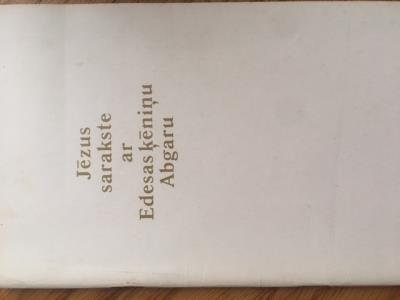 Jēzus
sarakste
ar
Edesas ķēniņu
Abgaru